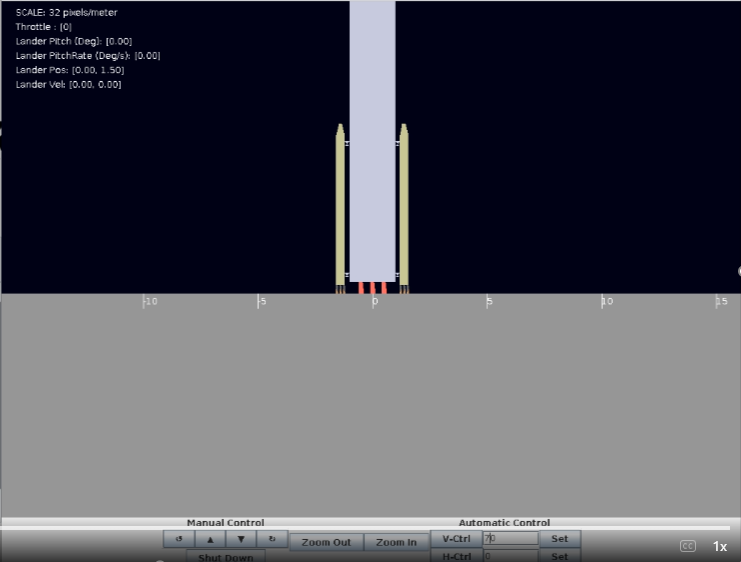 SCALE: 32 pixels/meter
Throttle : [0]
Lander Pitch (Deg): [0.00]
Lander PitchRate (Deg/s): [0.00]
Lander Pos: [0.00, 1.50]
Lander Vel: [0.00, 0.00]
-10 -5 0 5 10 15
Manual Control Automatic Control
↺ ▲ ▼ ↻ Zoom Out Zoom In V-Ctrl 70 Set
CC 1x
Shut Down H-Ctrl 0 Set